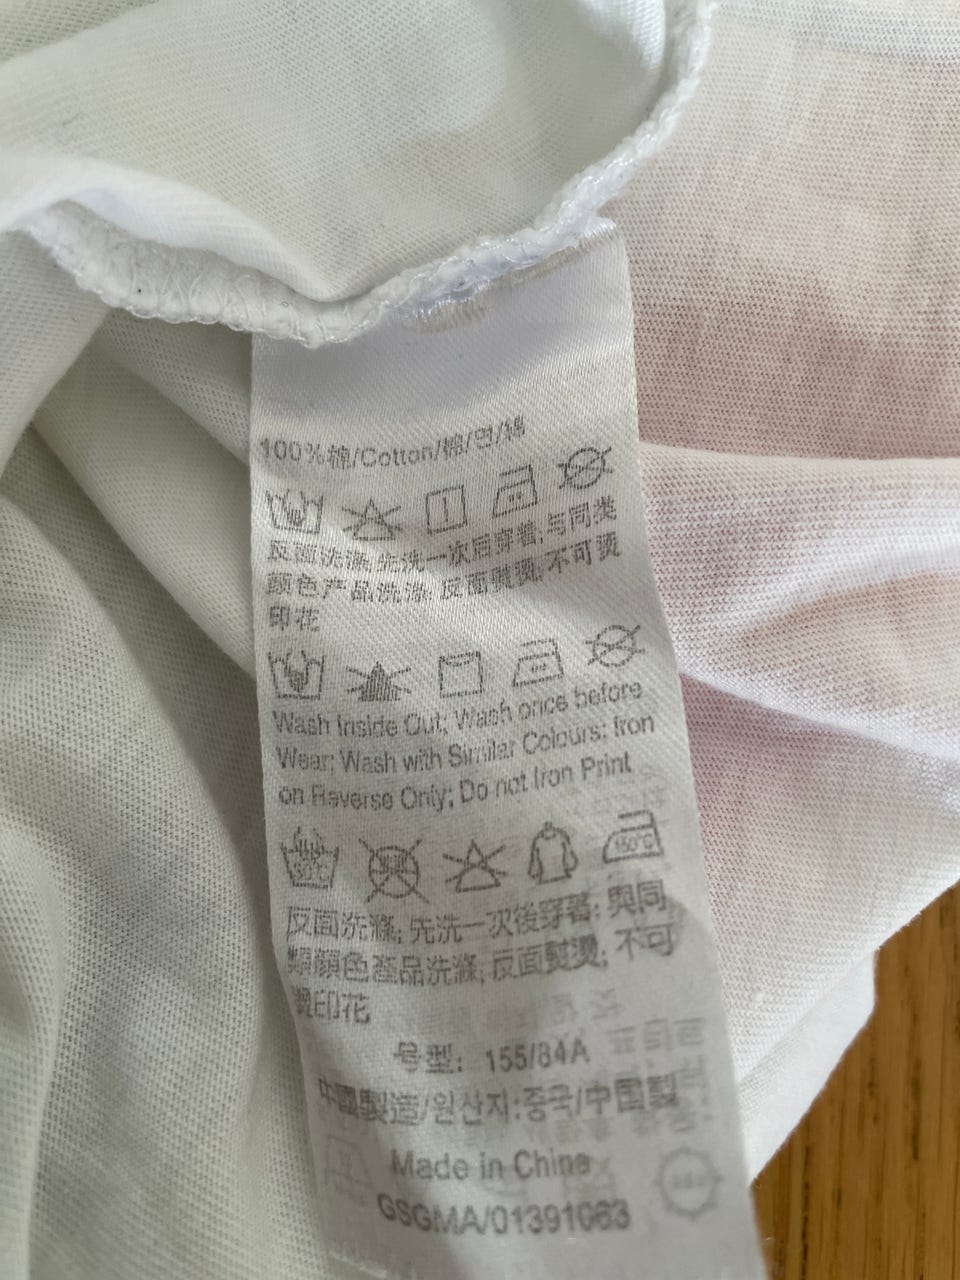 100%棉/Cotton/棉/면/綿
反面洗涤;先洗一次后穿着;与同类
颜色产品洗涤;反面熨烫;不可烫
印花
Wash Inside Out; Wash once before
Wear; Wash with Similar Colours; Iron
on Reverse Only; Do not Iron Print
150°C
反面洗滌;先洗一次後穿著;與同
類顏色產品洗滌;反面熨燙;不可
燙印花
号型: 155/84A
中國製造/원산지:중국/中国製
Made in China
GSGMA/01391063